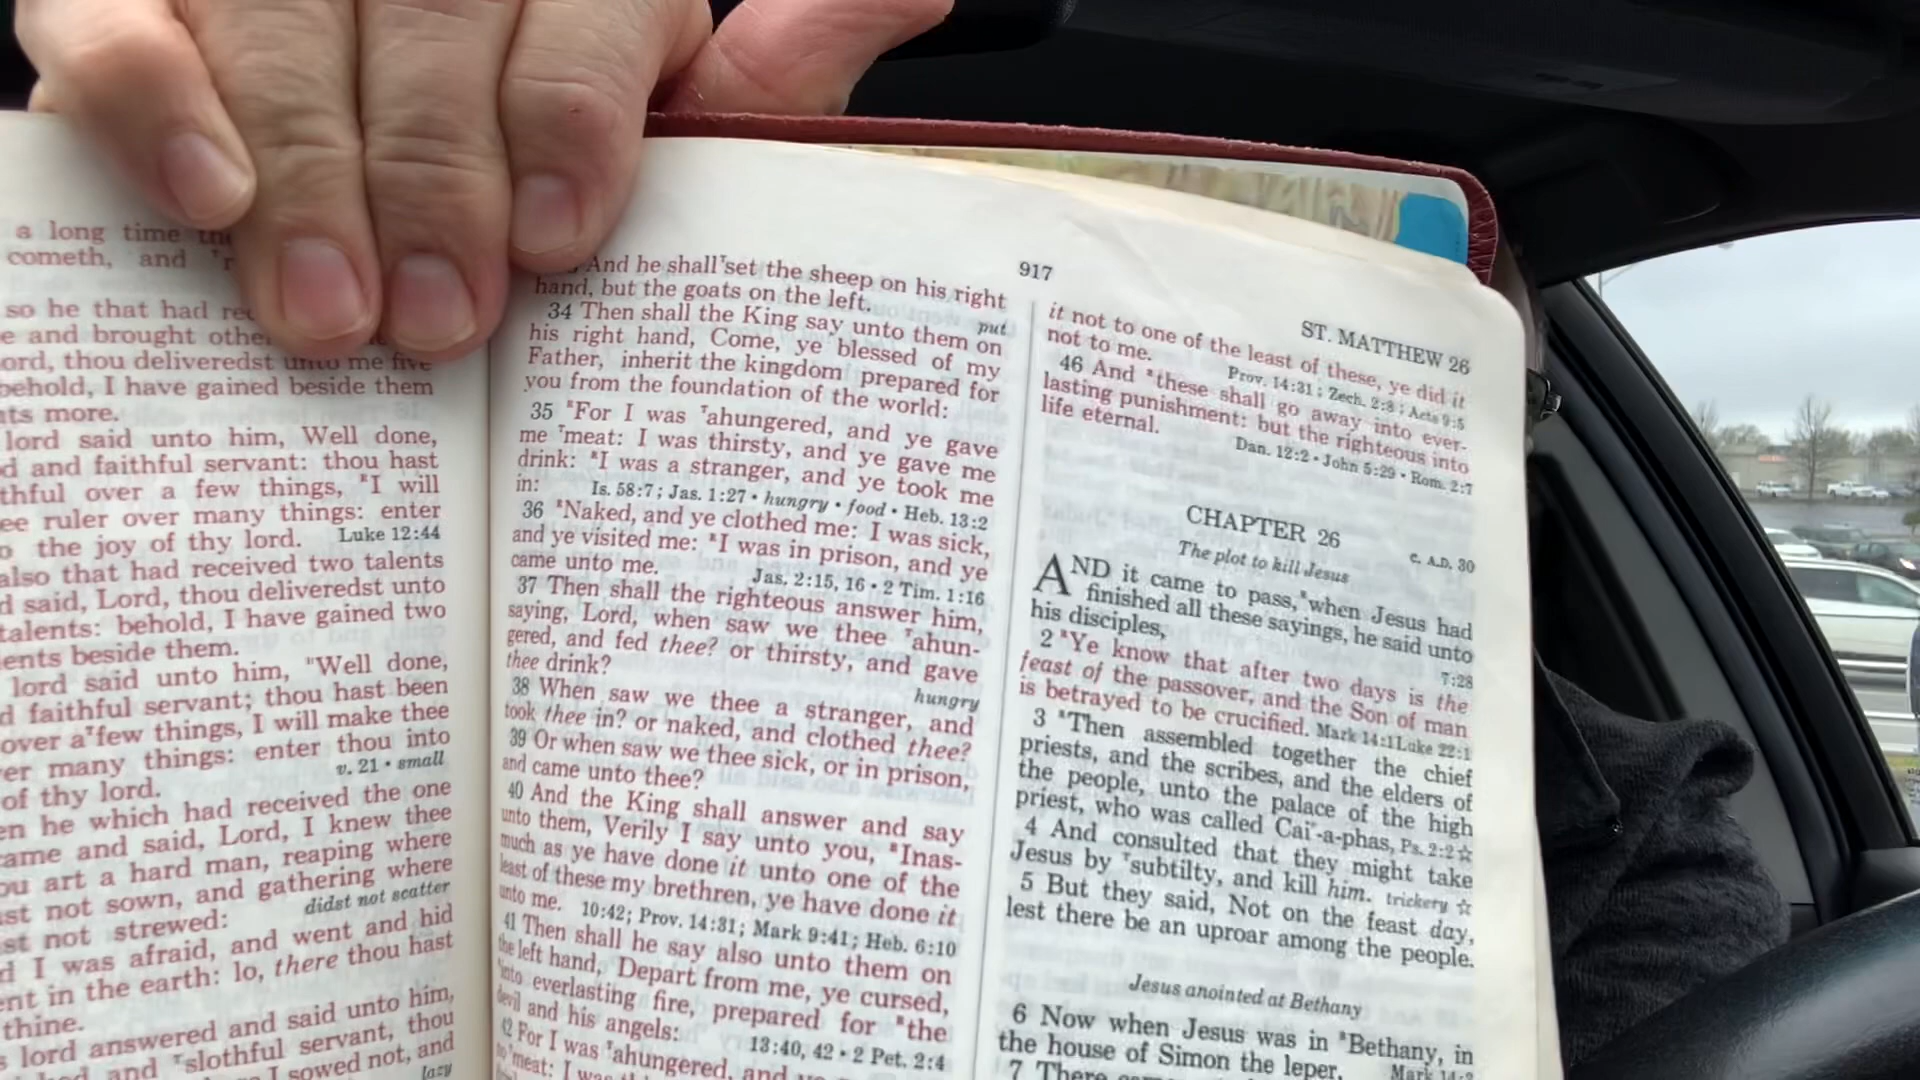 a long time
cometh, and
so he that had
e and brought
ord, thou deliveredst unto me five
behold, I have gained beside them
nts more.
lord said unto him, Well done,
d and faithful servant: thou hast
thful over a few things, *I will
ee ruler over many things: enter
o the joy of thy lord. Luke 12:44
also that had received two talents
d said, Lord, thou deliveredst unto
talents: behold, I have gained two
ents beside them.
lord said unto him, "Well done,
d faithful servant; thou hast been
over a ᵀfew things, I will make thee
er many things: enter thou into
of thy lord. v. 21 • small
en he which had received the one
ame and said, Lord, I knew thee
ou art a hard man, reaping where
ast not sown, and gathering where
st not strewed: didst not scatter
d I was afraid, and went and hid
ent in the earth: lo, there thou hast
thine.
s lord answered and said unto him,
and ᵀslothful servant, thou
I sowed not, and
lazy
917
And he shall ᵀset the sheep on his right
hand, but the goats on the left. put
34 Then shall the King say unto them on
his right hand, Come, ye blessed of my
Father, inherit the kingdom prepared for
you from the foundation of the world:
35 *For I was ᵀahungered, and ye gave
me ᵀmeat: I was thirsty, and ye gave me
drink: *I was a stranger, and ye took me
in: Is. 58:7; Jas. 1:27 • hungry • food • Heb. 13:2
36 *Naked, and ye clothed me: I was sick,
and ye visited me: *I was in prison, and ye
came unto me. Jas. 2:15, 16 • 2 Tim. 1:16
37 Then shall the righteous answer him,
saying, Lord, when saw we thee ᵀahun-
gered, and fed thee? or thirsty, and gave
thee drink? hungry
38 When saw we thee a stranger, and
took thee in? or naked, and clothed thee?
39 Or when saw we thee sick, or in prison,
and came unto thee?
40 And the King shall answer and say
unto them, Verily I say unto you, *Inas-
much as ye have done it unto one of the
least of these my brethren, ye have done it
unto me. 10:42; Prov. 14:31; Mark 9:41; Heb. 6:10
41 Then shall he say also unto them on
the left hand, Depart from me, ye cursed,
*into everlasting fire, prepared for *the
devil and his angels: 13:40, 42 • 2 Pet. 2:4
42 For I was ᵀahungered, and
no ᵀmeat: I was
ST. MATTHEW 26
it not to one of the least of these, ye did it
not to me. Prov. 14:31; Zech. 2:8; Acts 9:5
46 And *these shall go away into ever-
lasting punishment: but the righteous into
life eternal. Dan. 12:2 • John 5:29 • Rom. 2:7
CHAPTER 26
The plot to kill Jesus c. A.D. 30
AND it came to pass, *when Jesus had
finished all these sayings, he said unto
his disciples, 7:28
2 *Ye know that after two days is the
feast of the passover, and the Son of man
is betrayed to be crucified. Mark 14:1 Luke 22:1
3 *Then assembled together the chief
priests, and the scribes, and the elders of
the people, unto the palace of the high
priest, who was called Cai̇-a-phas, Ps. 2:2☆
4 And consulted that they might take
Jesus by ᵀsubtilty, and kill him. trickery ☆
5 But they said, Not on the feast day,
lest there be an uproar among the people.
Jesus anointed at Bethany
6 Now when Jesus was in *Bethany, in
the house of Simon the leper,
7 There